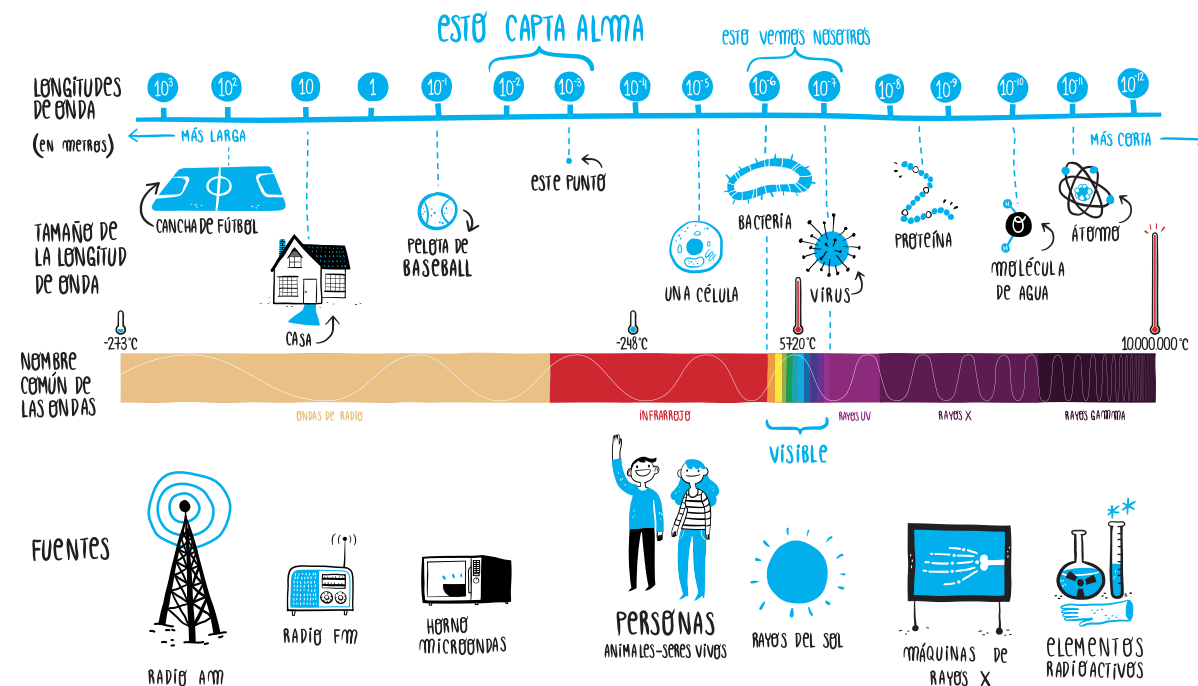 ESTO CAPTA ALMA
ESTO VEMOS NOSOTROS
LONGITUDES
DE ONDA
(EN METROS)
10³ 10² 10 1 10⁻¹ 10⁻² 10⁻³ 10⁻⁴ 10⁻⁵ 10⁻⁶ 10⁻⁷ 10⁻⁸ 10⁻⁹ 10⁻¹⁰ 10⁻¹¹ 10⁻¹²
MÁS LARGA
MÁS CORTA
TAMAÑO DE
LA LONGITUD
DE ONDA
CANCHA DE FÚTBOL
CASA
PELOTA DE
BASEBALL
ESTE PUNTO
UNA CÉLULA
BACTERÍA
VIRUS
PROTEÍNA
O
H
H
MOLÉCULA
DE AGUA
ÁTOMO
-273°C
-248°C
5720°C
10.000.000°C
NOMBRE
COMÚN DE
LAS ONDAS
ONDAS DE RADIO
INFRARROJO
VISIBLE
RAYOS UV
RAYOS X
RAYOS GAMMA
FUENTES
RADIO AM
RADIO FM
HORNO
MICROONDAS
PERSONAS
ANIMALES-SERES VIVOS
RAYOS DEL SOL
MÁQUINAS DE
RAYOS X
ELEMENTOS
RADIOACTIVOS